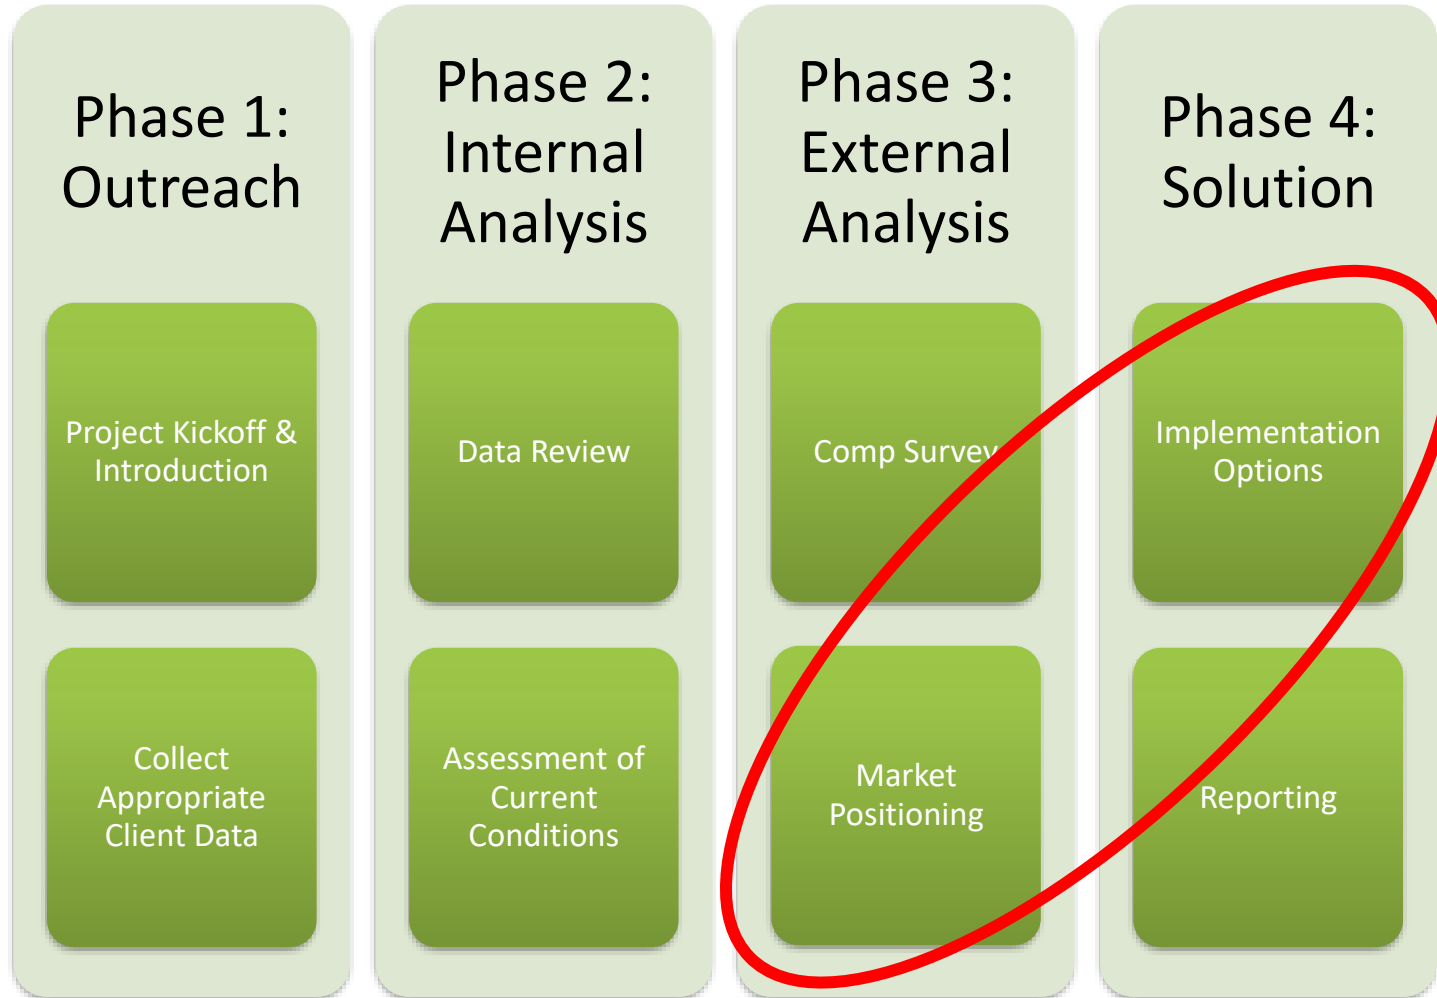 Phase 1:
Outreach
Project Kickoff &
Introduction
Collect
Appropriate
Client Data
Phase 2:
Internal
Analysis
Data Review
Assessment of
Current
Conditions
Phase 3:
External
Analysis
Comp Survey
Market
Positioning
Phase 4:
Solution
Implementation
Options
Reporting